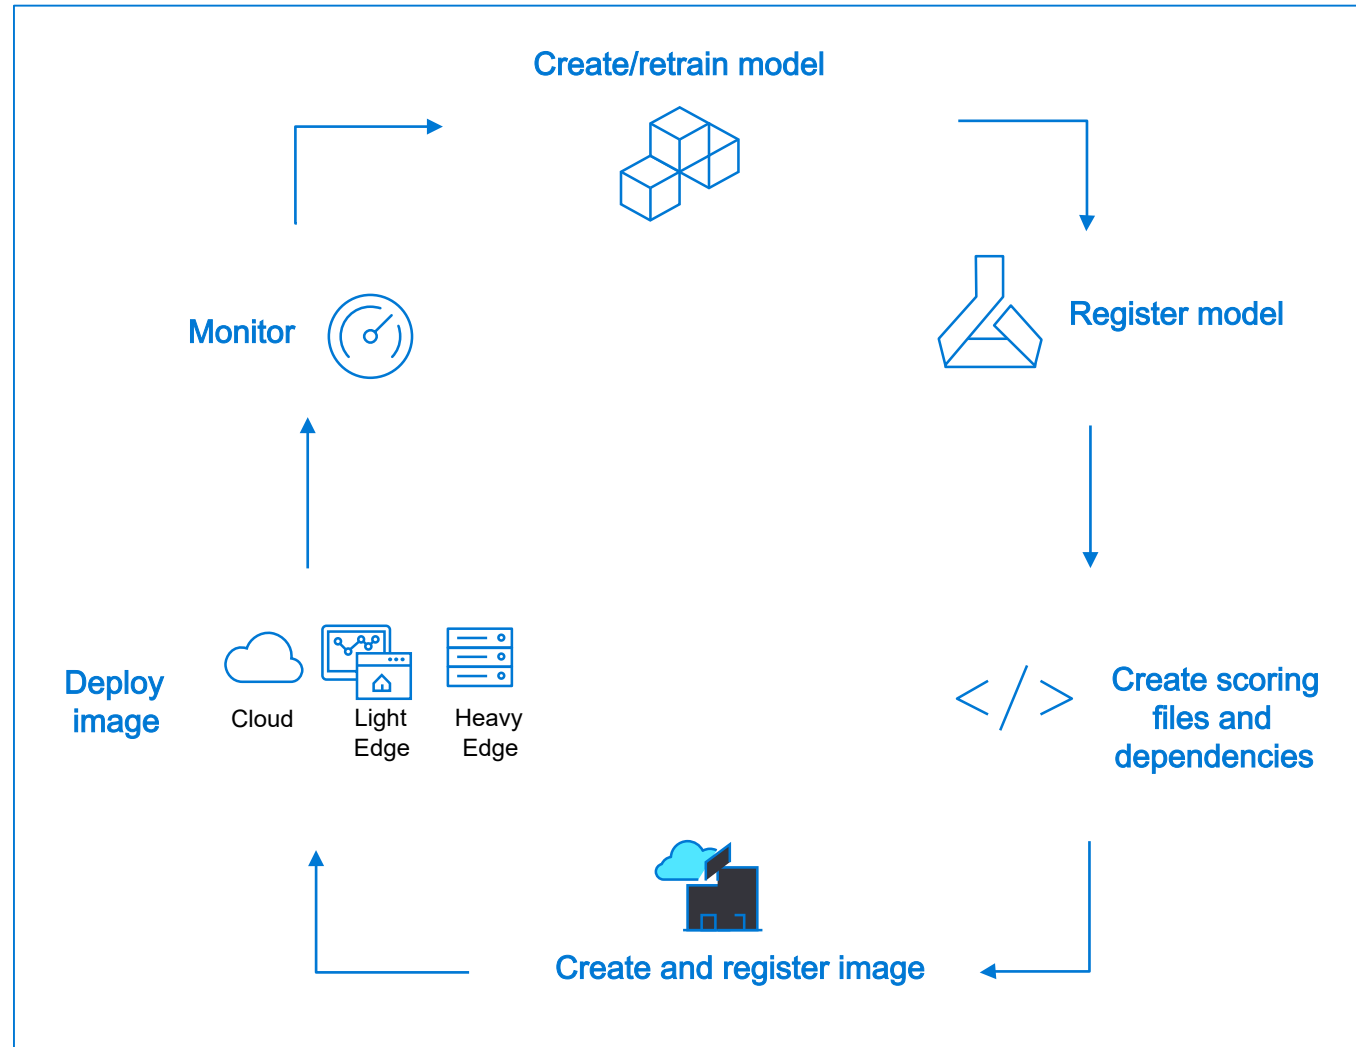 Create/retrain model
Register model
Monitor
Deploy
image
Cloud
Light
Edge
Heavy
Edge
Create scoring
files and
dependencies
Create and register image